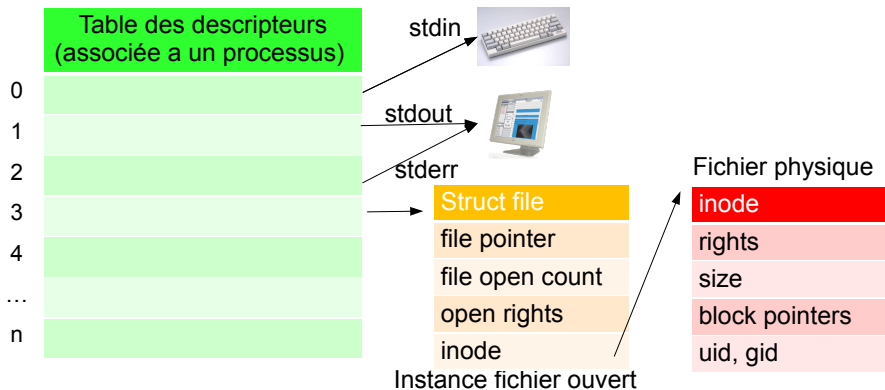 Table des descripteurs
(associée a un processus)
stdin
0
1
stdout
2
stderr
3
4
…
n
Struct file
file pointer
file open count
open rights
inode
Instance fichier ouvert
Fichier physique
inode
rights
size
block pointers
uid, gid